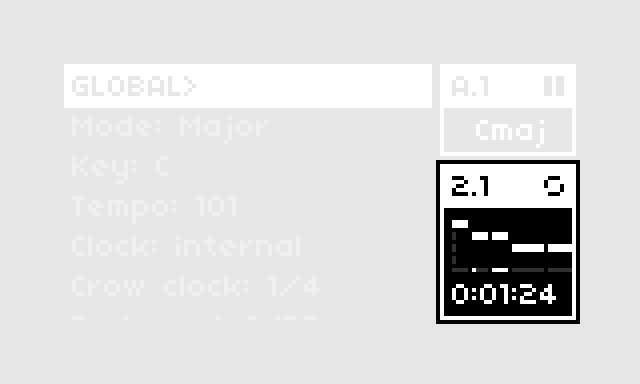 GLOBAL>
A.1
Mode: Major
Cmaj
Key: C
2.1
Tempo: 101
Clock: internal
Crow clock: 1/4
0:01:24